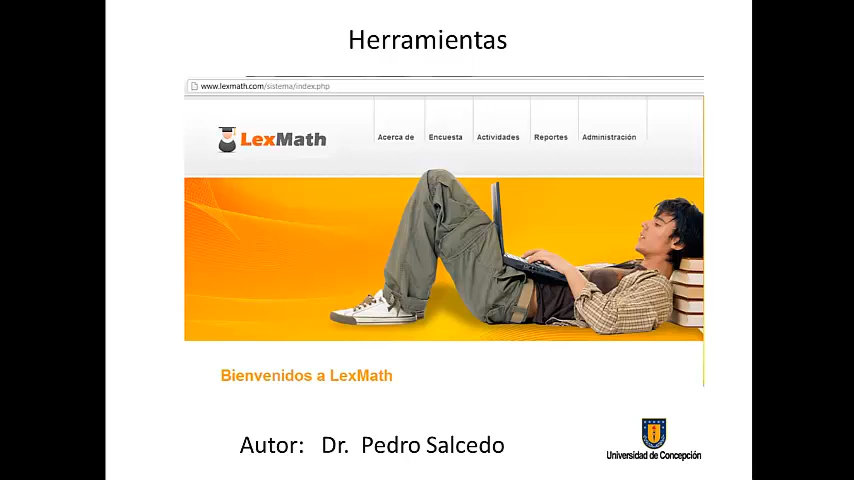 Herramientas
www.lexmath.com/sistema/index.php
LexMath
Acerca de Encuesta Actividades Reportes Administración
Bienvenidos a LexMath
Autor: Dr. Pedro Salcedo
Universidad de Concepción